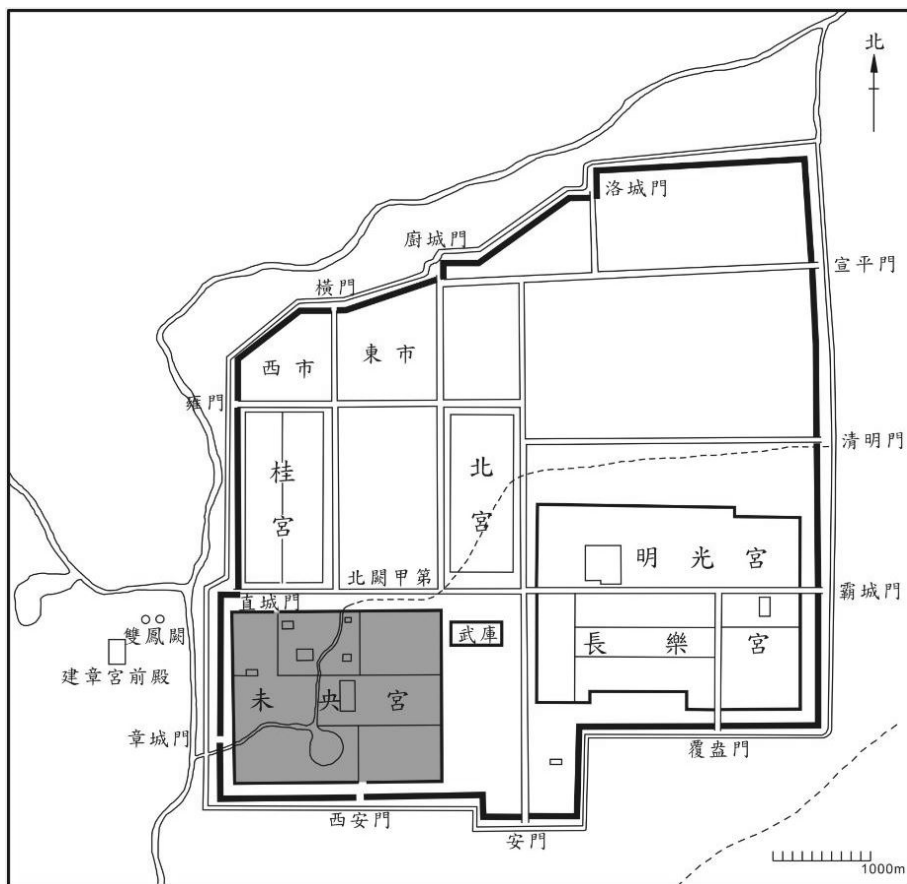 北
洛城門
廚城門
宣平門
橫門
東市
西市
雍門
清明門
桂宮
北宮
明光宮
北闕甲第
直城門
霸城門
雙鳳闕
武庫
長樂宮
建章宮前殿
未央宮
章城門
覆盎門
西安門
安門
1000m